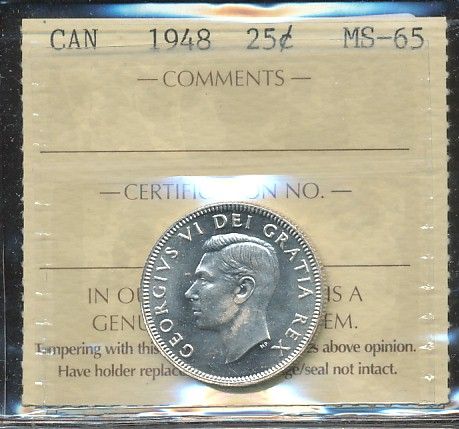 CAN 1948 25¢ MS-65
— COMMENTS —
— CERTIFI ON NO. —
GEORGIVS VI DEI GRATIA REX
IN OU IS A
GENU EM.
Tampering with this s above opinion.
Have holder replac ge/seal not intact.